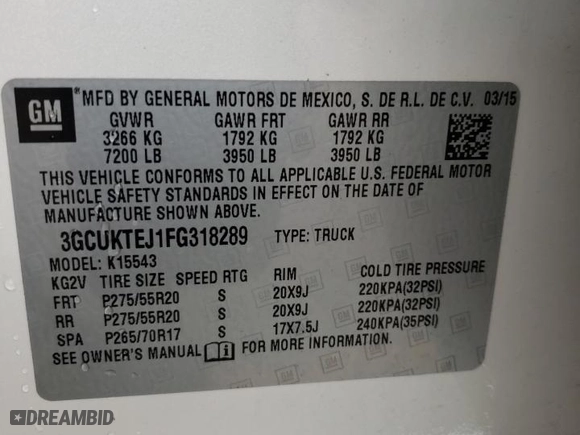 GM ® MFD BY GENERAL MOTORS DE MEXICO, S. DE R.L. DE C.V. 03/15
GVWR GAWR FRT GAWR RR
3266 KG 1792 KG 1792 KG
7200 LB 3950 LB 3950 LB
THIS VEHICLE CONFORMS TO ALL APPLICABLE U.S. FEDERAL MOTOR
VEHICLE SAFETY STANDARDS IN EFFECT ON THE DATE OF
MANUFACTURE SHOWN ABOVE.
3GCUKTEJ1FG318289 TYPE: TRUCK
MODEL: K15543
KG2V TIRE SIZE SPEED RTG RIM COLD TIRE PRESSURE
FRT P275/55R20 S 20X9J 220KPA(32PSI)
RR P275/55R20 S 20X9J 220KPA(32PSI)
SPA P265/70R17 S 17X7.5J 240KPA(35PSI)
SEE OWNER'S MANUAL FOR MORE INFORMATION.
DREAMBID